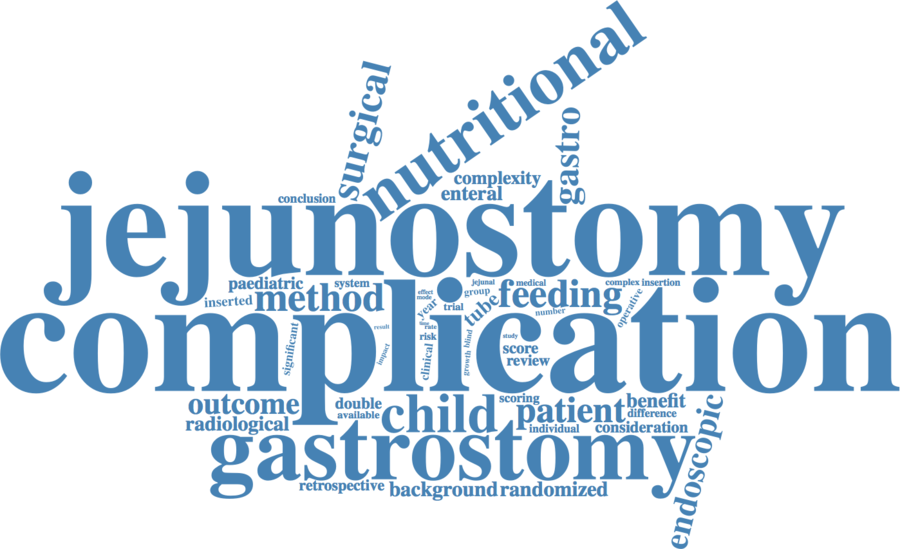 nutritional
surgical
gastro
complexity
conclusion
enteral
jejunostomy
paediatric
system
jejunal
medical
complex
insertion
inserted
method
effect
mode
group
feeding
year
trial
tube
number
operative
complication
significant
result
rate
risk
impact
clinical
growth
blind
study
score
review
outcome
double
child
scoring
patient
benefit
available
difference
radiological
individual
consideration
gastrostomy
endoscopic
retrospective
background
randomized